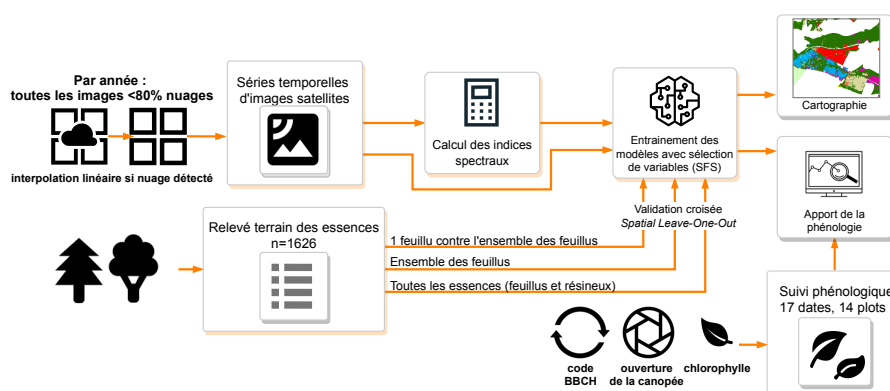 Par année :
toutes les images <80% nuages
interpolation linéaire si nuage détecté
Séries temporelles
d'images satellites
Calcul des indices
spectraux
Entrainement des
modèles avec sélection
de variables (SFS)
Cartographie
Apport de la
phénologie
Validation croisée
Spatial Leave-One-Out
Relevé terrain des essences
n=1626
1 feuillu contre l'ensemble des feuillus
Ensemble des feuillus
Toutes les essences (feuillus et résineux)
Suivi phénologique
17 dates, 14 plots
code
BBCH
ouverture
de la canopée
chlorophylle